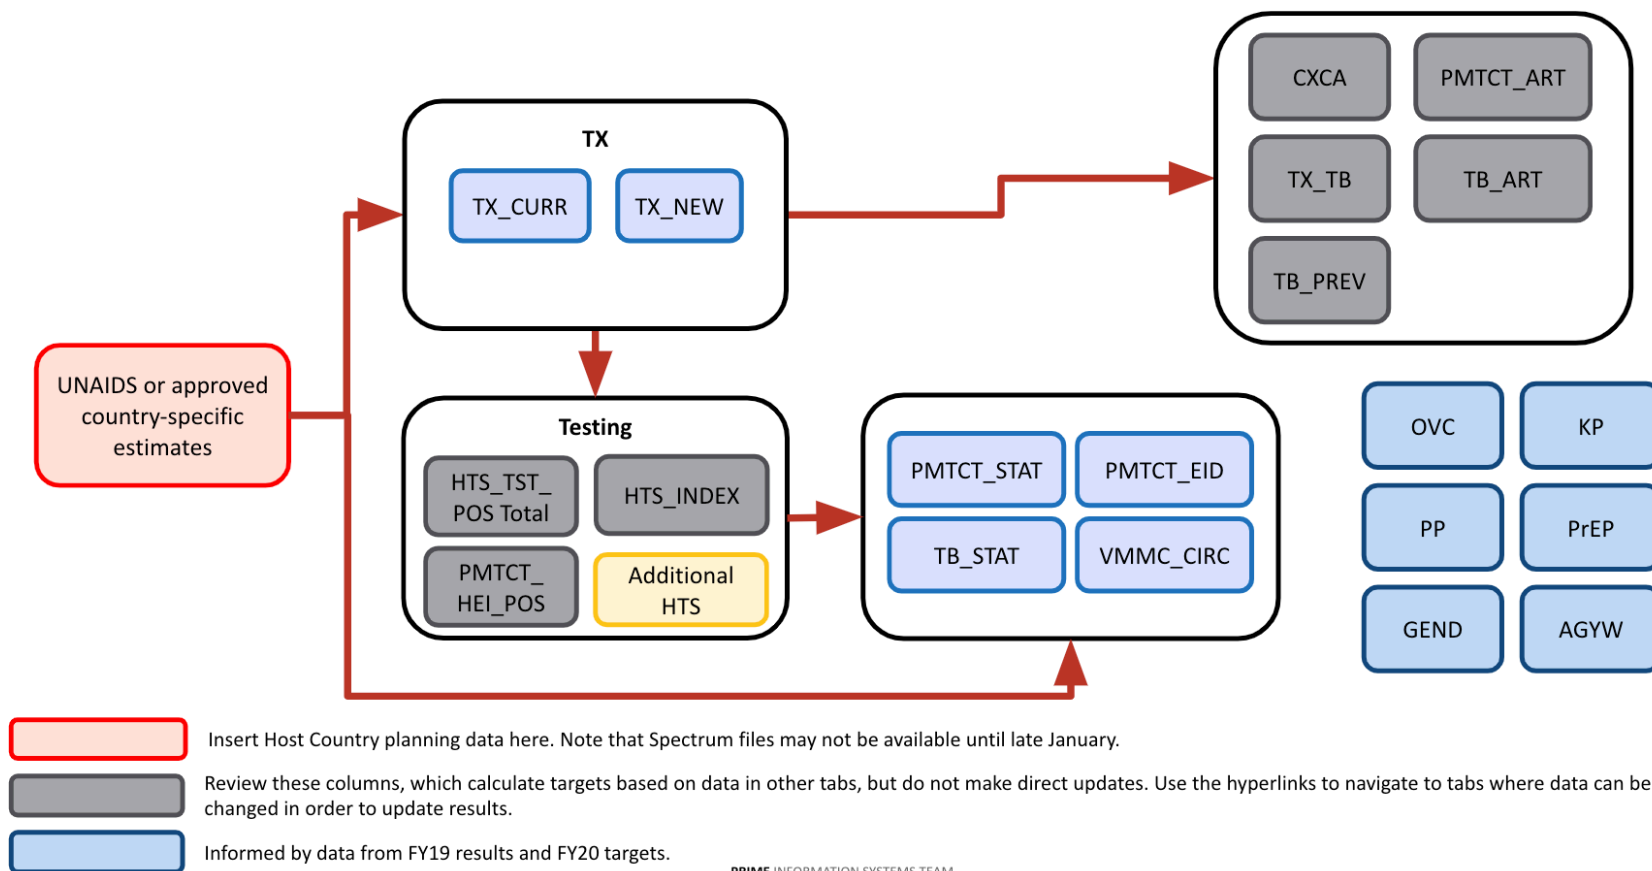 CXCA
PMTCT_ART
TX_TB
TB_ART
TB_PREV
TX
TX_CURR
TX_NEW
UNAIDS or approved
country-specific
estimates
Testing
HTS_TST_
POS Total
HTS_INDEX
PMTCT_
HEI_POS
Additional
HTS
PMTCT_STAT
PMTCT_EID
TB_STAT
VMMC_CIRC
OVC
KP
PP
PrEP
GEND
AGYW
Insert Host Country planning data here. Note that Spectrum files may not be available until late January.
Review these columns, which calculate targets based on data in other tabs, but do not make direct updates. Use the hyperlinks to navigate to tabs where data can be
changed in order to update results.
Informed by data from FY19 results and FY20 targets.
PRIME INFORMATION SYSTEMS TEAM